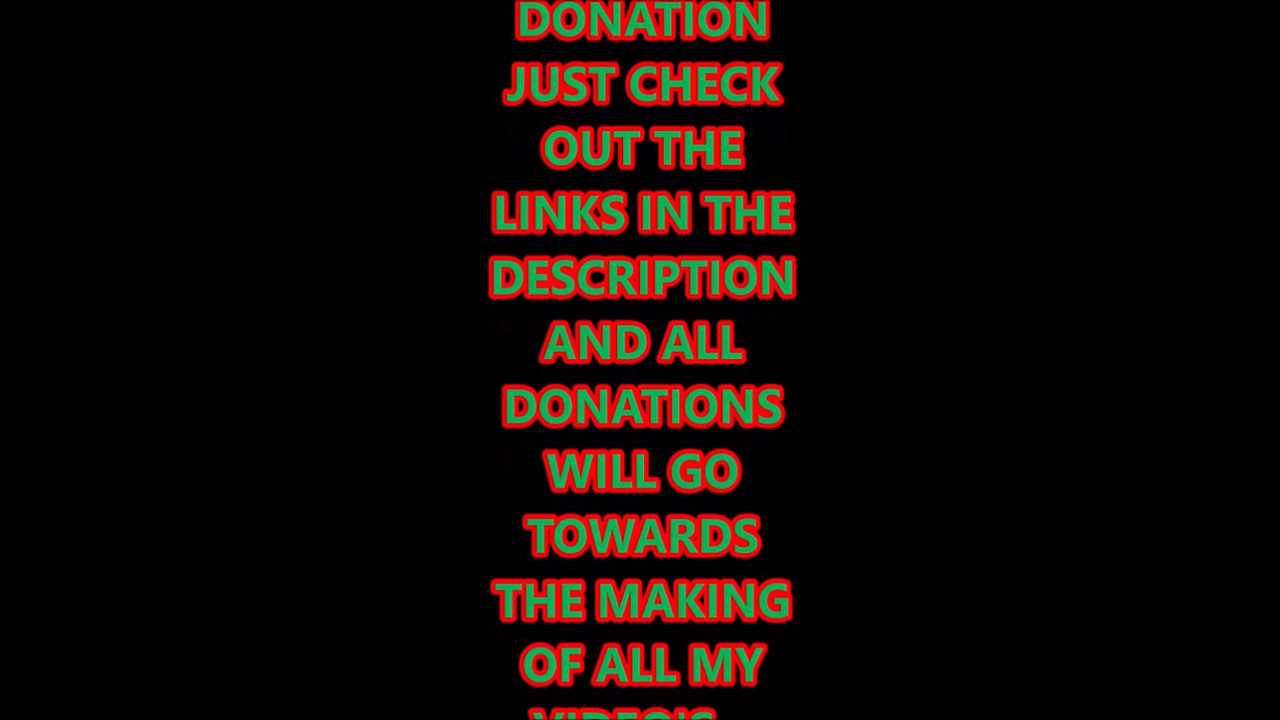 DONATION
JUST CHECK
OUT THE
LINKS IN THE
DESCRIPTION
AND ALL
DONATIONS
WILL GO
TOWARDS
THE MAKING
OF ALL MY
VIDEO'S